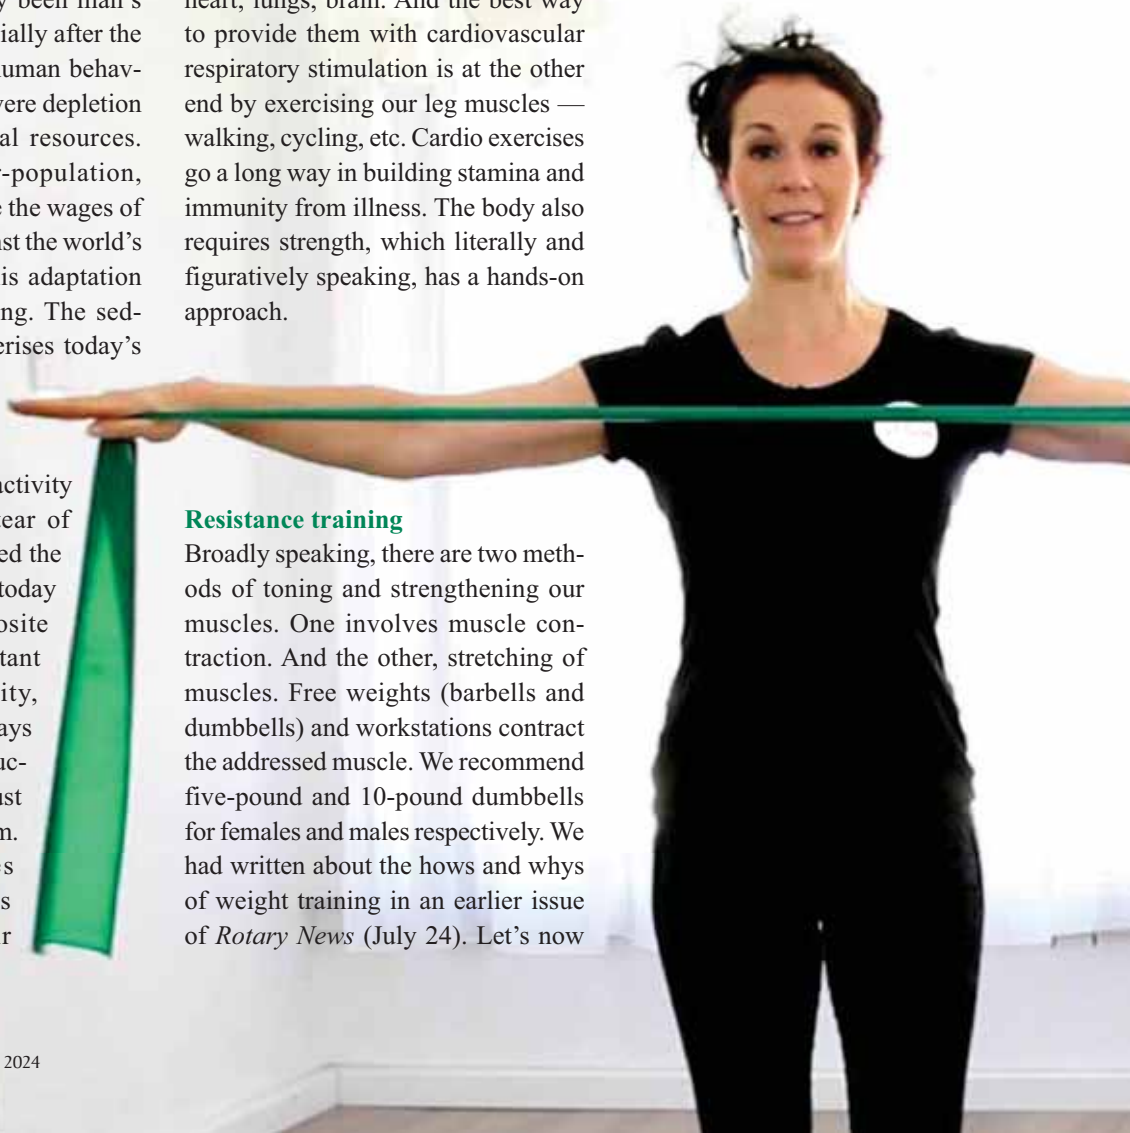 been man's
ially after the
uman behav-
vere depletion
al resources.
-population,
e the wages of
nst the world's
is adaptation
ng. The sed-
erises today's
activity
ear of
ed the
today
osite
tant
ity,
ays
uc-
ust
m.
es
s
r
heart, lungs, brain. And the best way
to provide them with cardiovascular
respiratory stimulation is at the other
end by exercising our leg muscles —
walking, cycling, etc. Cardio exercises
go a long way in building stamina and
immunity from illness. The body also
requires strength, which literally and
figuratively speaking, has a hands-on
approach.
Resistance training
Broadly speaking, there are two meth-
ods of toning and strengthening our
muscles. One involves muscle con-
traction. And the other, stretching of
muscles. Free weights (barbells and
dumbbells) and workstations contract
the addressed muscle. We recommend
five-pound and 10-pound dumbbells
for females and males respectively. We
had written about the hows and whys
of weight training in an earlier issue
of Rotary News (July 24). Let's now
2024